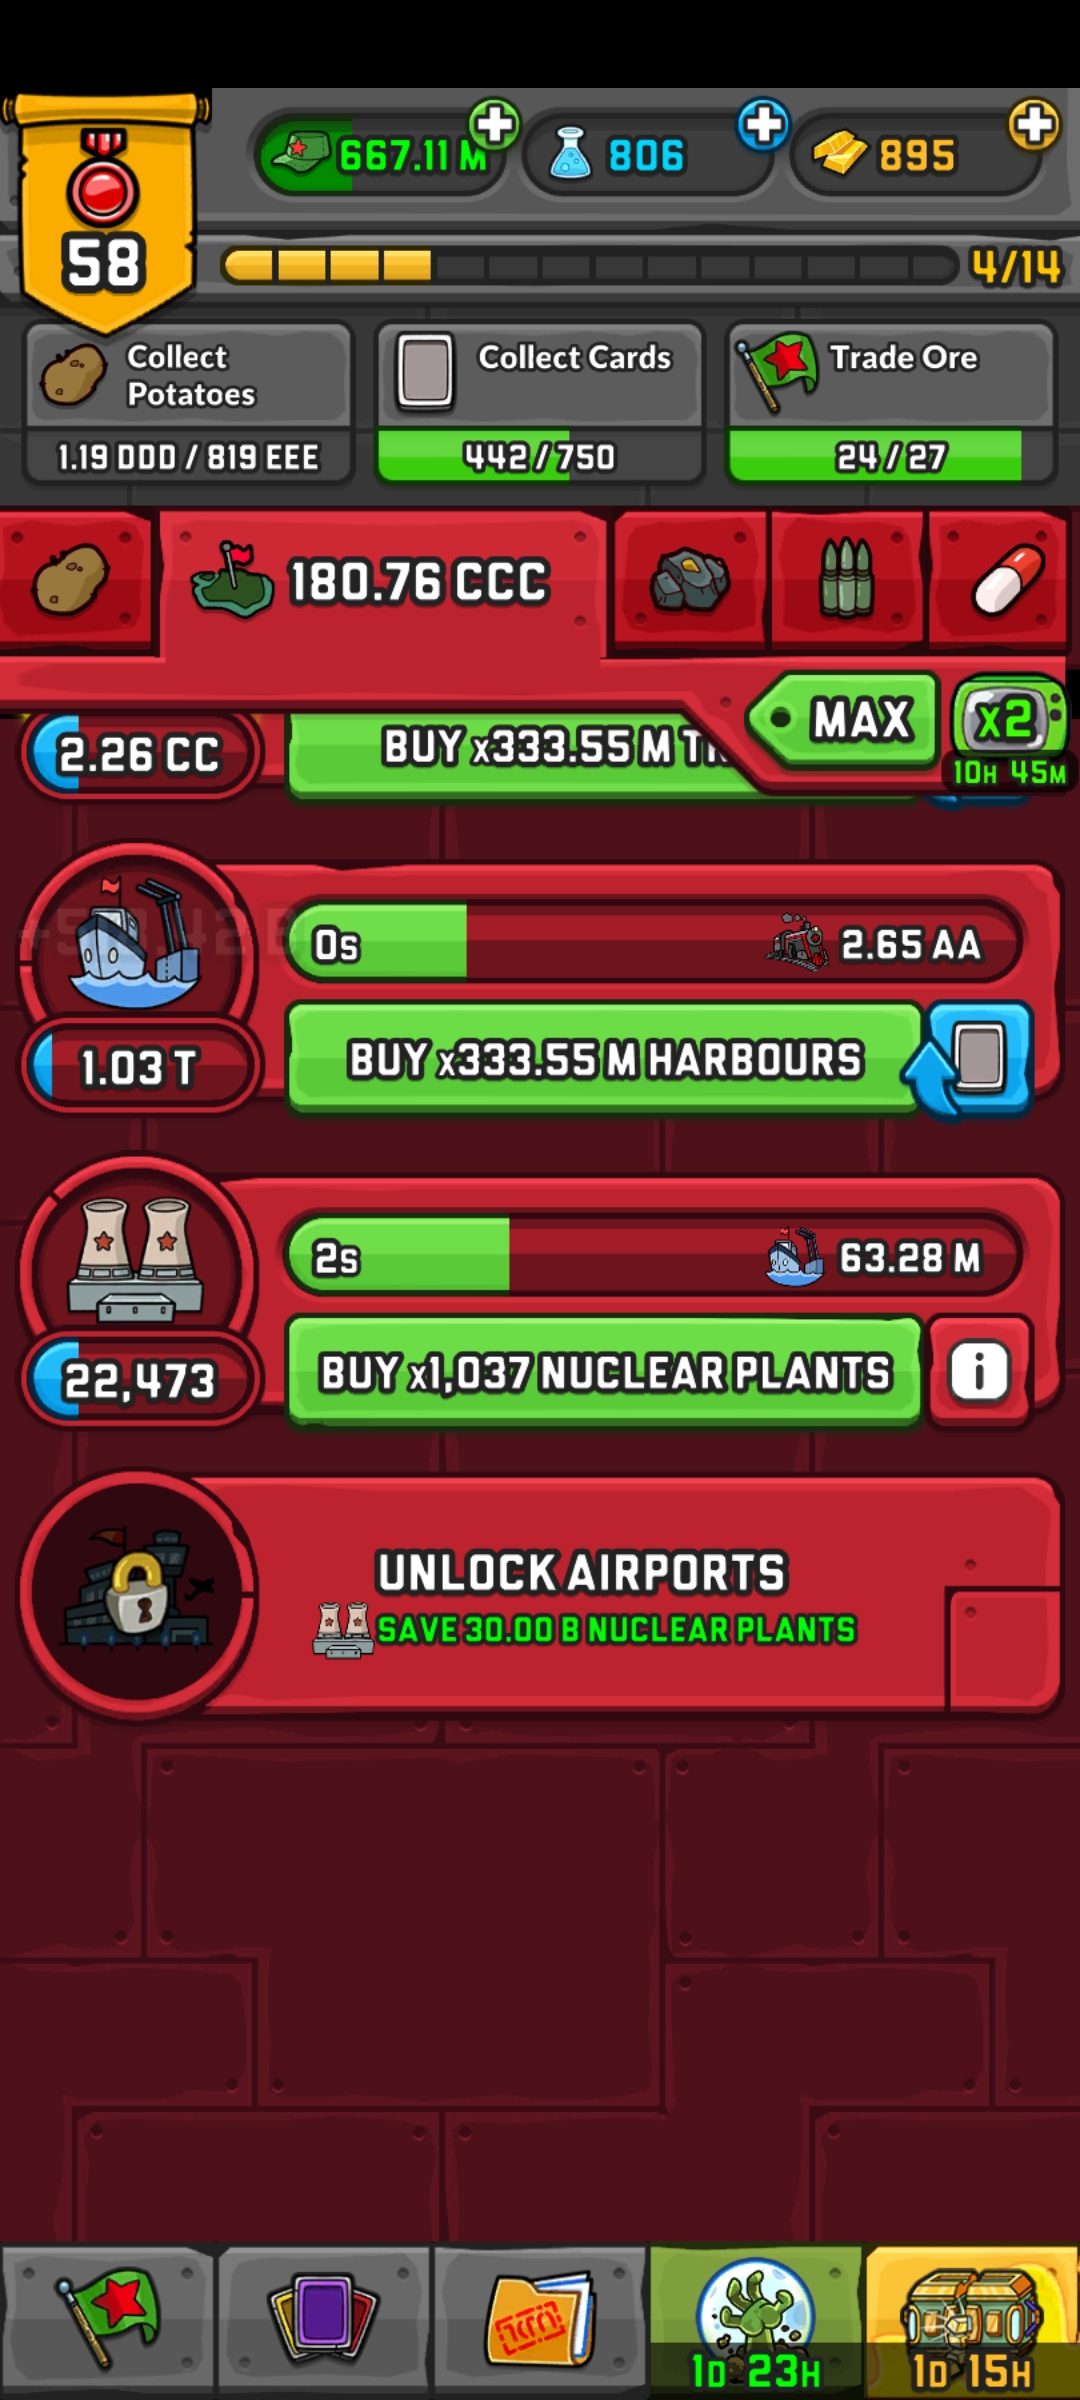 667.11 M
806
895
58
4/14
Collect
Potatoes
1.19 DDD / 819 EEE
Collect Cards
442/750
Trade Ore
24/27
180.76 CCC
MAX
x2
10H 45M
2.26 CC
BUY x333.55 M
0s
2.65 AA
1.03 T
BUY x333.55 M HARBOURS
2s
63.28 M
22,473
BUY x1,037 NUCLEAR PLANTS
i
UNLOCK AIRPORTS
SAVE 30.00 B NUCLEAR PLANTS
1D 23H
1D 15H